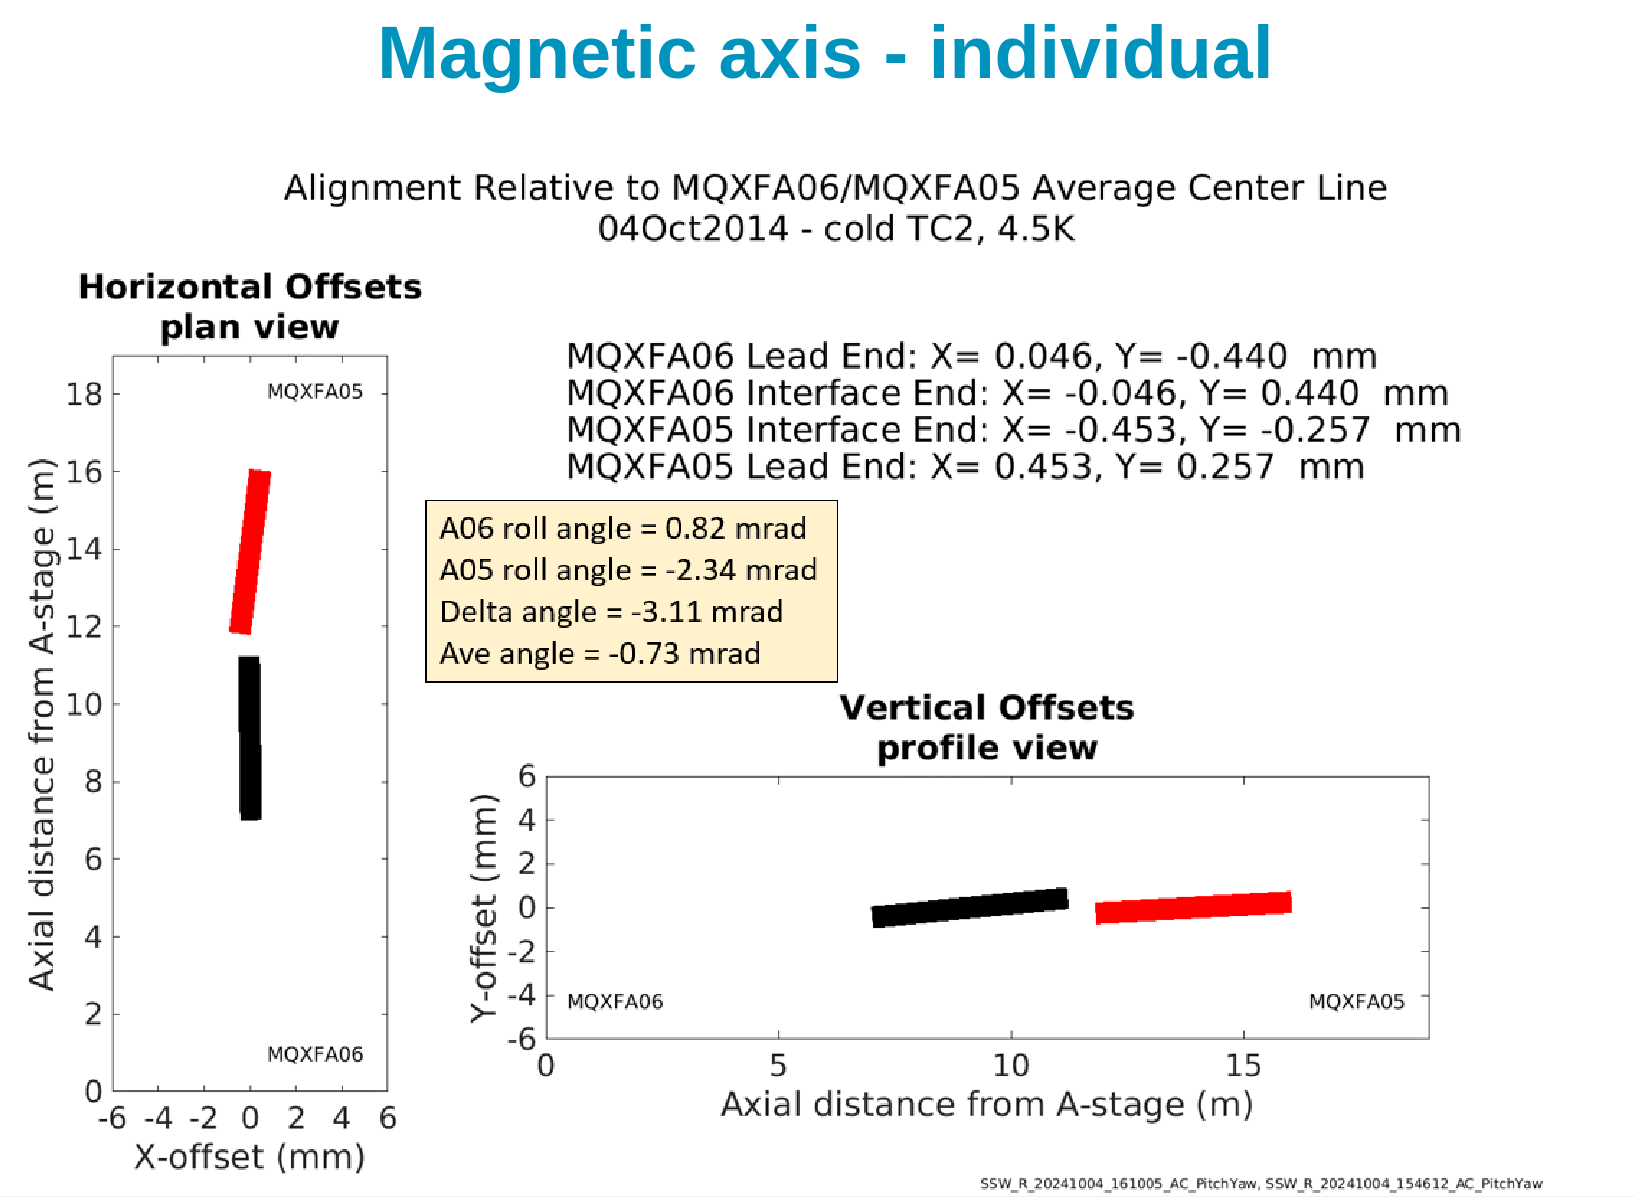 Magnetic axis - individual
Alignment Relative to MQXFA06/MQXFA05 Average Center Line
04Oct2014 - cold TC2, 4.5K
Horizontal Offsets
plan view
MQXFA06 Lead End: X= 0.046, Y= -0.440  mm
MQXFA06 Interface End: X= -0.046, Y= 0.440  mm
MQXFA05 Interface End: X= -0.453, Y= -0.257  mm
MQXFA05 Lead End: X= 0.453, Y= 0.257  mm
18
16
14
12
10
8
6
4
2
0
Axial distance from A-stage (m)
MQXFA05
MQXFA06
-6 -4 -2 0 2 4 6
X-offset (mm)
A06 roll angle = 0.82 mrad
A05 roll angle = -2.34 mrad
Delta angle = -3.11 mrad
Ave angle = -0.73 mrad
Vertical Offsets
profile view
6
4
2
0
-2
-4
-6
Y-offset (mm)
MQXFA06
MQXFA05
0 5 10 15
Axial distance from A-stage (m)
SSW_R_20241004_161005_AC_PitchYaw, SSW_R_20241004_154612_AC_PitchYaw